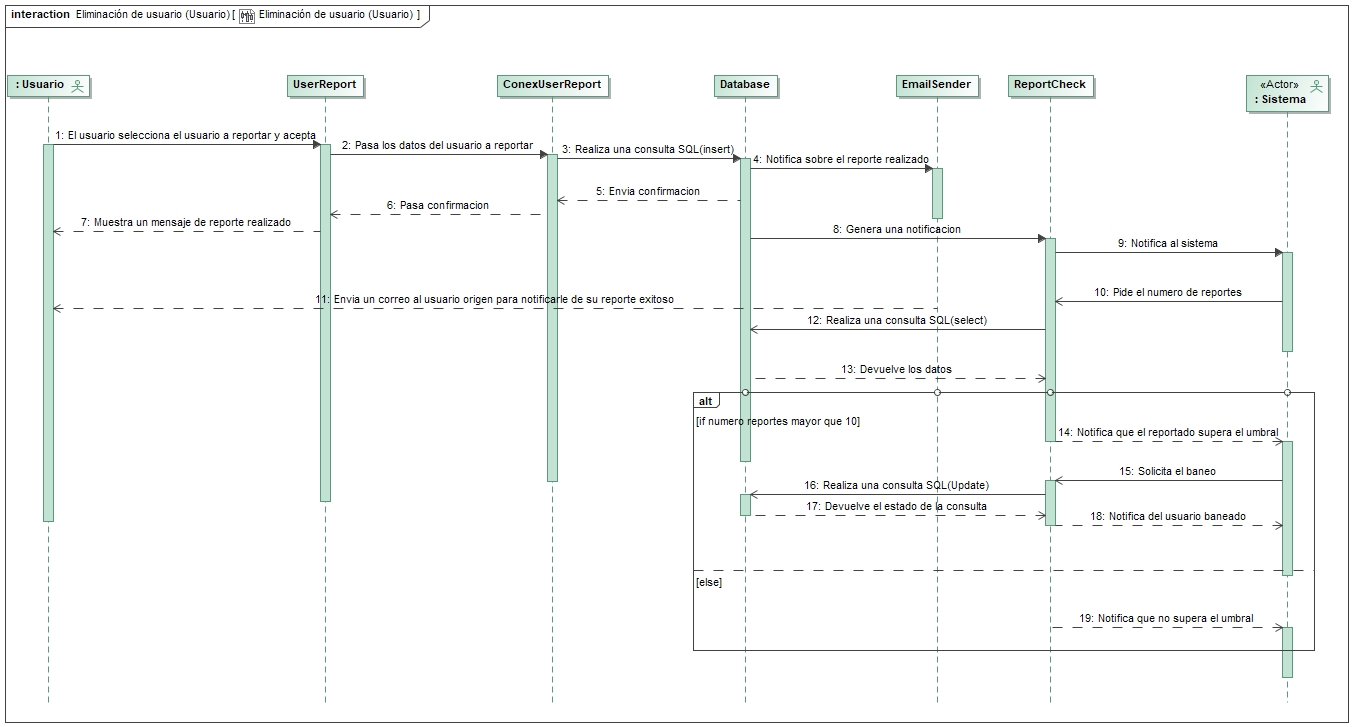 interaction Eliminación de usuario (Usuario) [ Eliminación de usuario (Usuario) ]
: Usuario
UserReport
ConexUserReport
Database
EmailSender
ReportCheck
«Actor»
: Sistema
1: El usuario selecciona el usuario a reportar y acepta
2: Pasa los datos del usuario a reportar
3: Realiza una consulta SQL(insert)
4: Notifica sobre el reporte realizado
5: Envia confirmacion
6: Pasa confirmacion
7: Muestra un mensaje de reporte realizado
8: Genera una notificacion
9: Notifica al sistema
10: Pide el numero de reportes
11: Envia un correo al usuario origen para notificarle de su reporte exitoso
12: Realiza una consulta SQL(select)
13: Devuelve los datos
alt
[if numero reportes mayor que 10]
14: Notifica que el reportado supera el umbral
15: Solicita el baneo
16: Realiza una consulta SQL(Update)
17: Devuelve el estado de la consulta
18: Notifica del usuario baneado
[else]
19: Notifica que no supera el umbral